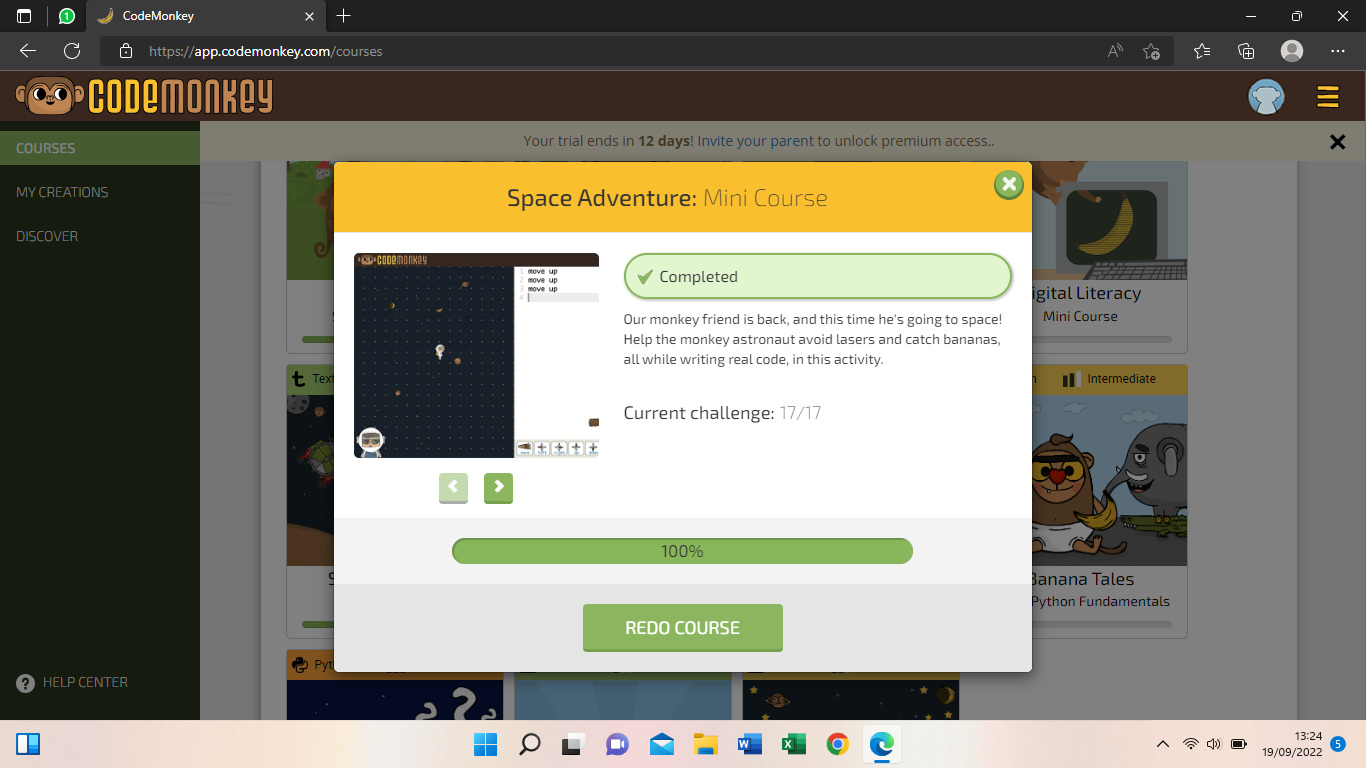 1
CodeMonkey
https://app.codemonkey.com/courses
CODEMONKEY
Your trial ends in 12 days! Invite your parent to unlock premium access..
COURSES
MY CREATIONS
DISCOVER
Space Adventure: Mini Course
CODEMONKEY
1 move up
2 move up
3 move up
4
Completed
Our monkey friend is back, and this time he's going to space!
Help the monkey astronaut avoid lasers and catch bananas,
all while writing real code, in this activity.
Current challenge: 17/17
igital Literacy
Mini Course
Text
Intermediate
Banana Tales
Python Fundamentals
100%
REDO COURSE
Pyt
HELP CENTER
13:24
19/09/2022
5